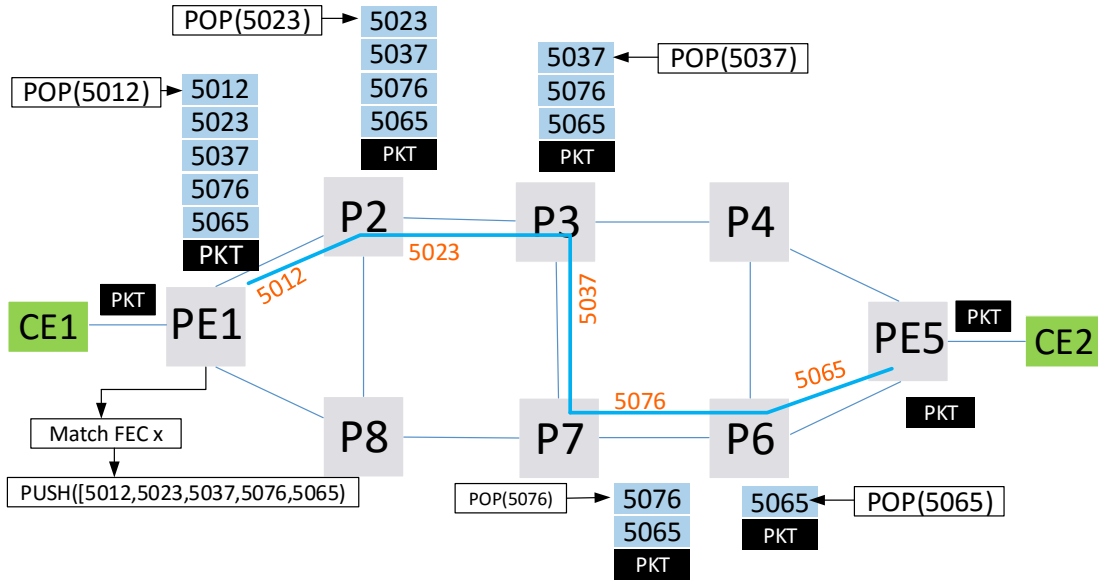 POP(5023)
5023
5037
5076
5065
PKT
5037
5076
5065
PKT
POP(5037)
POP(5012)
5012
5023
5037
5076
5065
PKT
P2
P3
P4
5012
5023
5037
CE1
PKT
PE1
PE5
PKT
CE2
5065
5076
PKT
P8
P7
P6
Match FEC x
PUSH([5012,5023,5037,5076,5065)
POP(5076)
5076
5065
PKT
5065
PKT
POP(5065)